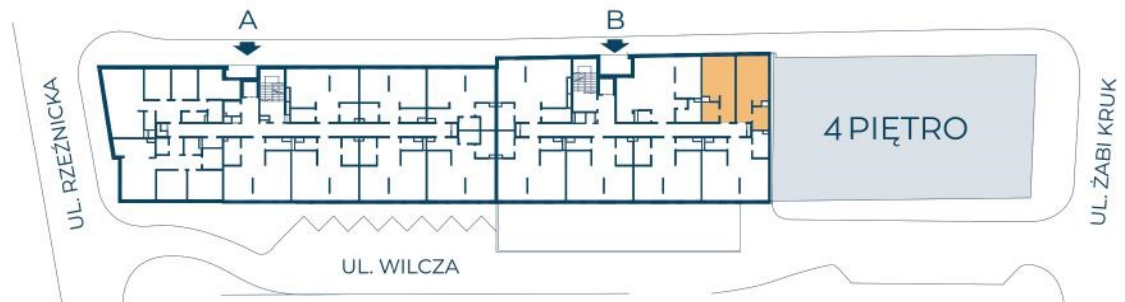 A
B
UL. RZEŹNICKA
4 PIĘTRO
UL. ŻABI KRUK
UL. WILCZA